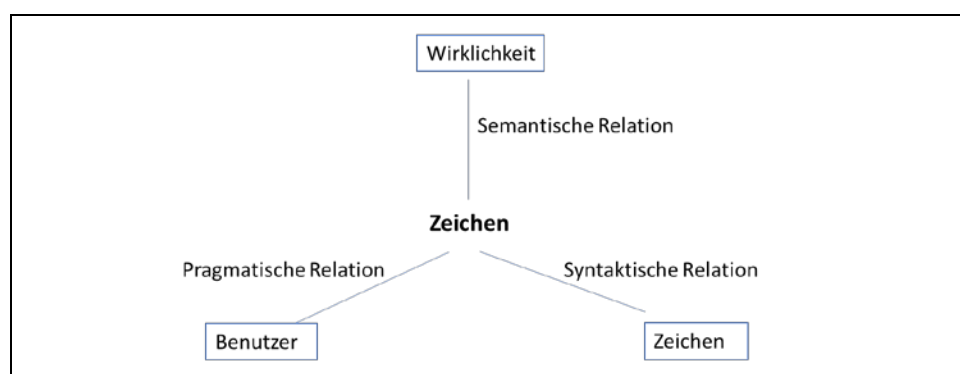 Wirklichkeit
Semantische Relation
Zeichen
Pragmatische Relation
Syntaktische Relation
Benutzer
Zeichen